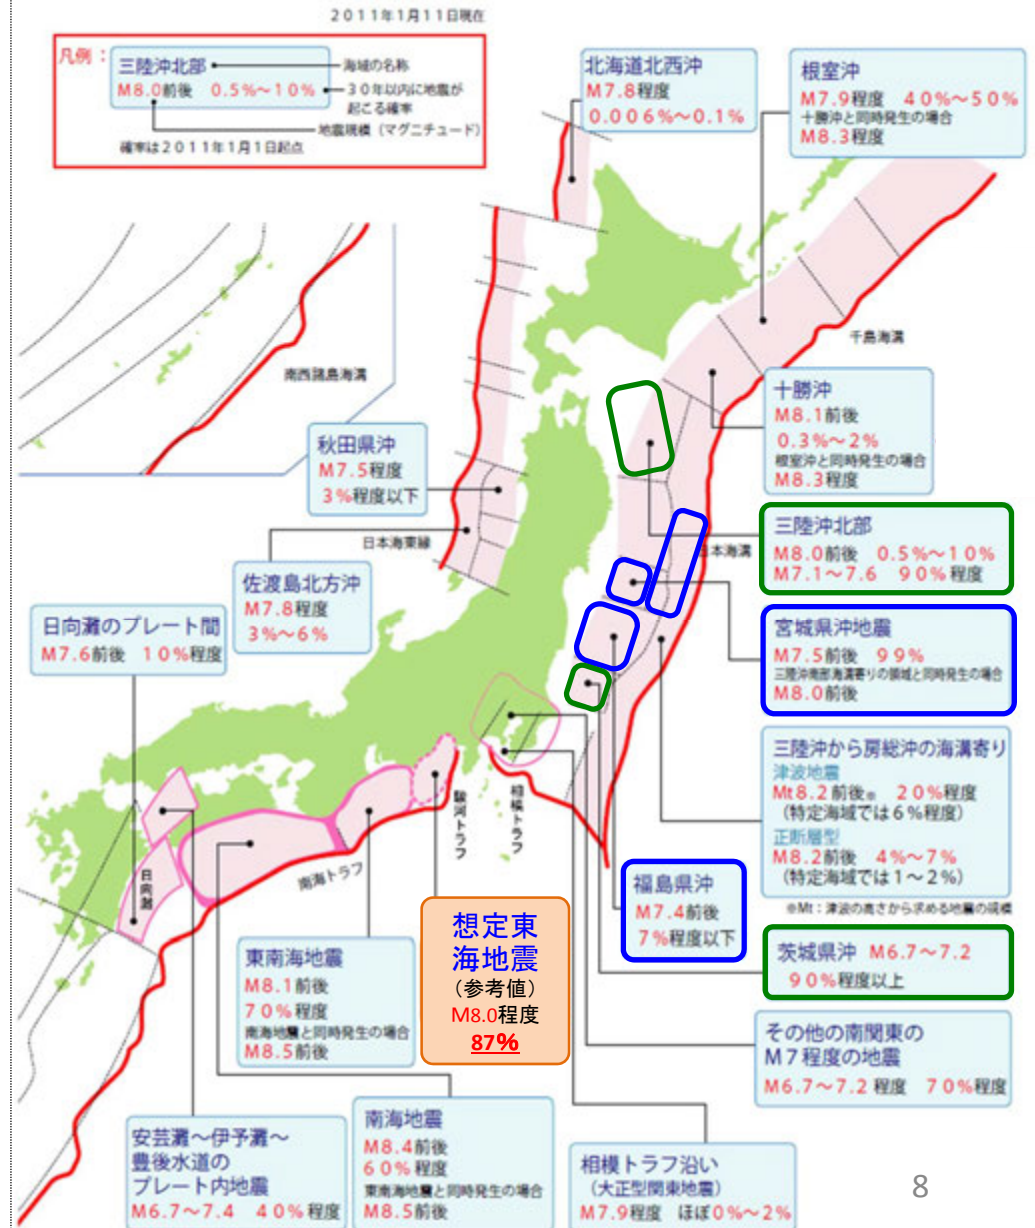 2011年1月11日現在
凡例：
三陸沖北部
M8.0前後 0.5%～10%
海域の名称
30年以内に地震が
起こる確率
地震規模（マグニチュード）
確率は2011年1月1日起点
北海道北西沖
M7.8程度
0.006%～0.1%
根室沖
M7.9程度 40%～50%
十勝沖と同時発生の場合
M8.3程度
千島海溝
南西諸島海溝
十勝沖
M8.1前後
0.3%～2%
根室沖と同時発生の場合
M8.3程度
秋田県沖
M7.5程度
3%程度以下
日本海東縁
日本海溝
三陸沖北部
M8.0前後 0.5%～10%
M7.1～7.6 90%程度
佐渡島北方沖
M7.8程度
3%～6%
日向灘のプレート間
M7.6前後 10%程度
宮城県沖地震
M7.5前後 99%
三陸沖南部海溝寄りの領域と同時発生の場合
M8.0前後
三陸沖から房総沖の海溝寄り
津波地震
Mt8.2前後※ 20%程度
（特定海域では6%程度）
正断層型
M8.2前後 4%～7%
（特定海域では1～2%）
※Mt：津波の高さから求める地震の規模
駿河トラフ
相模トラフ
南海トラフ
日向灘
福島県沖
M7.4前後
7%程度以下
想定東
海地震
（参考値）
M8.0程度
87%
茨城県沖 M6.7～7.2
90%程度以上
東南海地震
M8.1前後
70%程度
南海地震と同時発生の場合
M8.5前後
その他の南関東の
M7程度の地震
M6.7～7.2程度 70%程度
安芸灘～伊予灘～
豊後水道の
プレート内地震
M6.7～7.4 40%程度
南海地震
M8.4前後
60%程度
東南海地震と同時発生の場合
M8.5前後
相模トラフ沿い
（大正型関東地震）
M7.9程度 ほぼ0%～2%
8